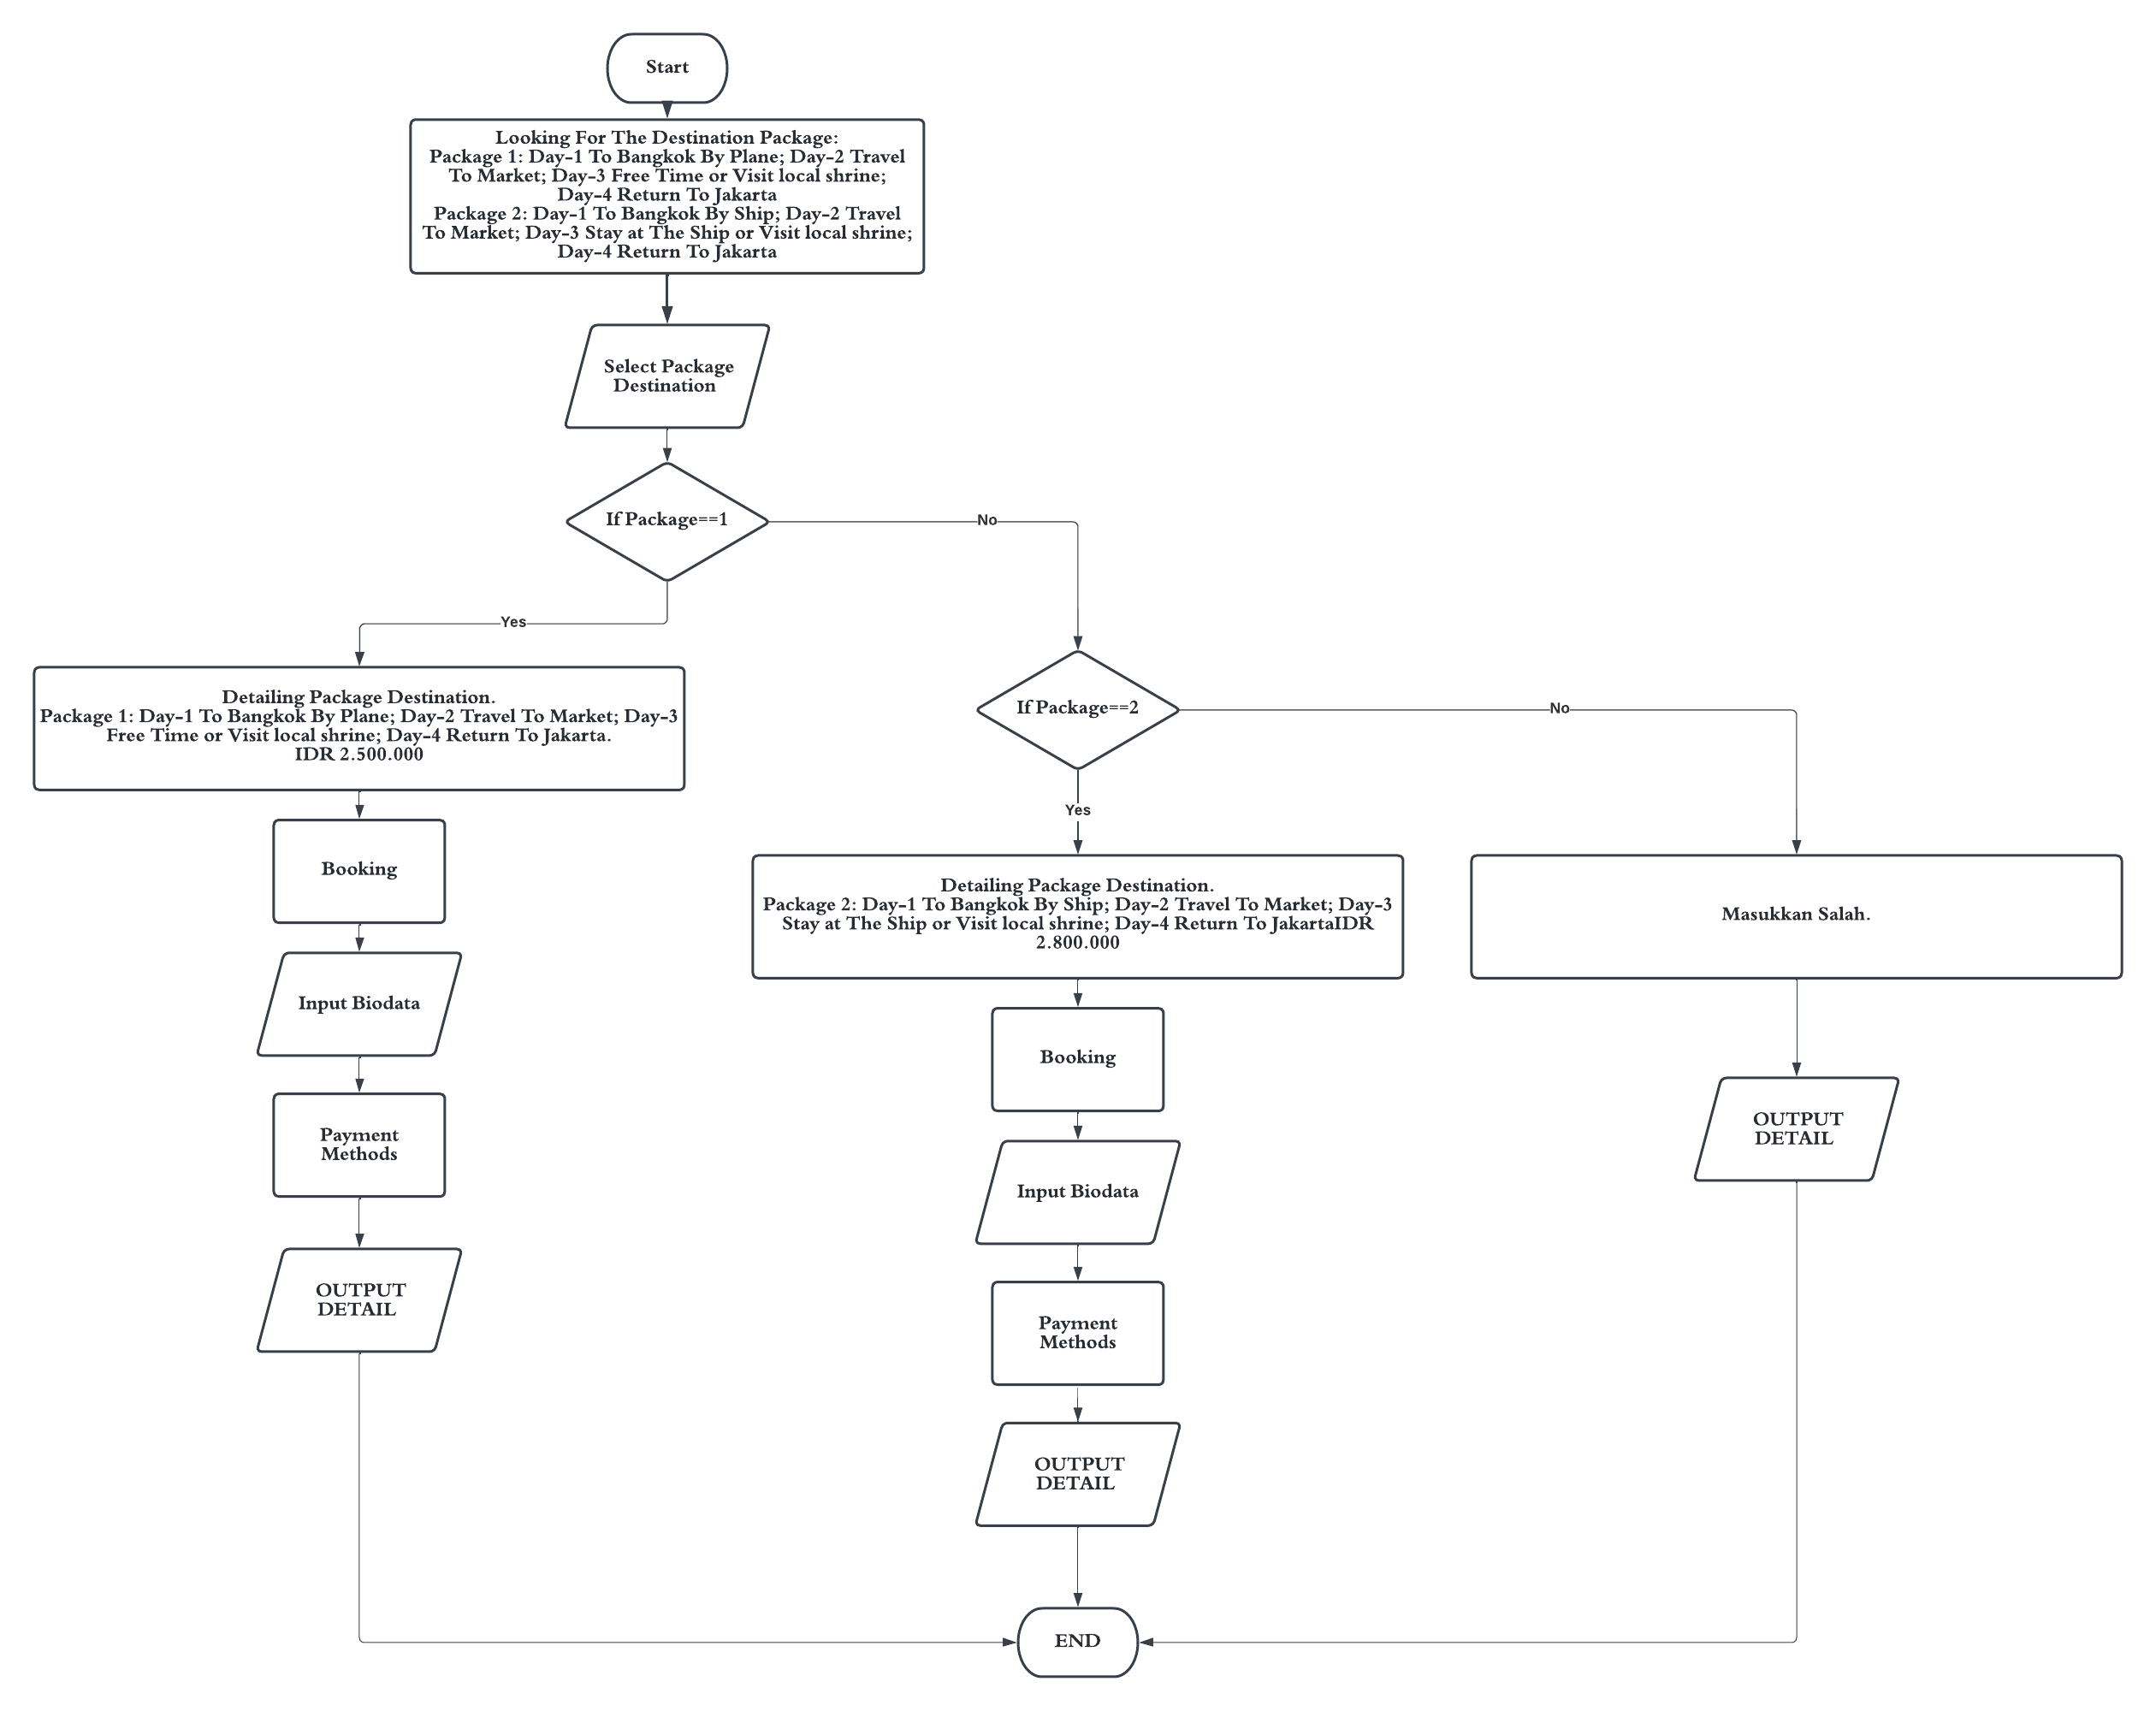 Start
Looking For The Destination Package:
Package 1: Day-1 To Bangkok By Plane; Day-2 Travel
To Market; Day-3 Free Time or Visit local shrine;
Day-4 Return To Jakarta
Package 2: Day-1 To Bangkok By Ship; Day-2 Travel
To Market; Day-3 Stay at The Ship or Visit local shrine;
Day-4 Return To Jakarta
Select Package
Destination
If Package==1
No
Yes
Detailing Package Destination.
Package 1: Day-1 To Bangkok By Plane; Day-2 Travel To Market; Day-3
Free Time or Visit local shrine; Day-4 Return To Jakarta.
IDR 2.500.000
Booking
Input Biodata
Payment
Methods
OUTPUT
DETAIL
If Package==2
No
Yes
Detailing Package Destination.
Package 2: Day-1 To Bangkok By Ship; Day-2 Travel To Market; Day-3
Stay at The Ship or Visit local shrine; Day-4 Return To JakartaIDR
2.800.000
Booking
Input Biodata
Payment
Methods
OUTPUT
DETAIL
Masukkan Salah.
OUTPUT
DETAIL
END